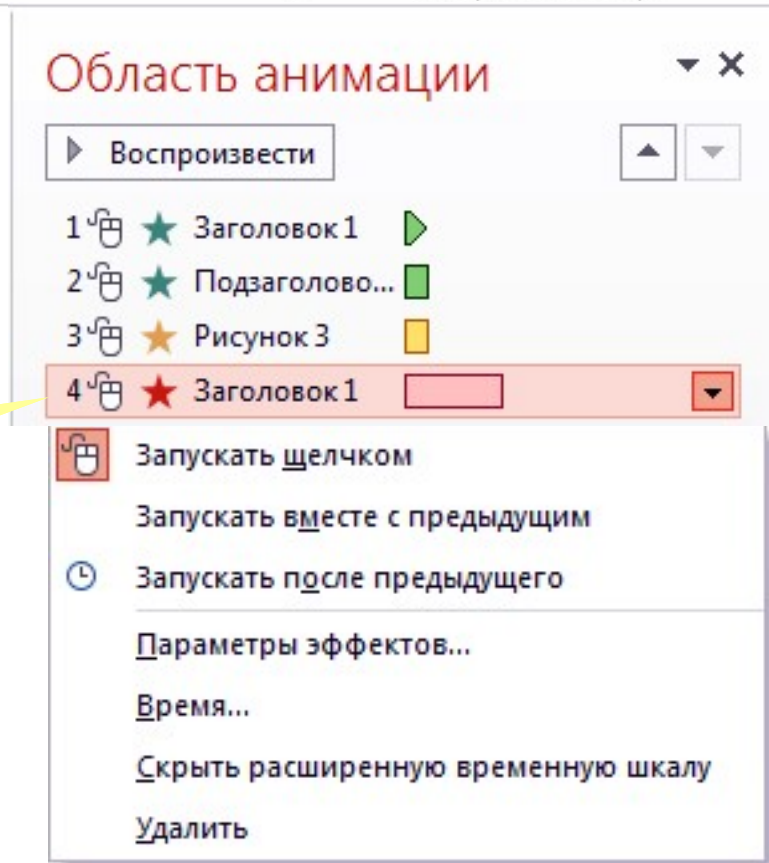 Область анимации
Воспроизвести
1 Заголовок 1
2 Подзаголово...
3 Рисунок 3
4 Заголовок 1
Запускать щелчком
Запускать вместе с предыдущим
Запускать после предыдущего
Параметры эффектов...
Время...
Скрыть расширенную временную шкалу
Удалить